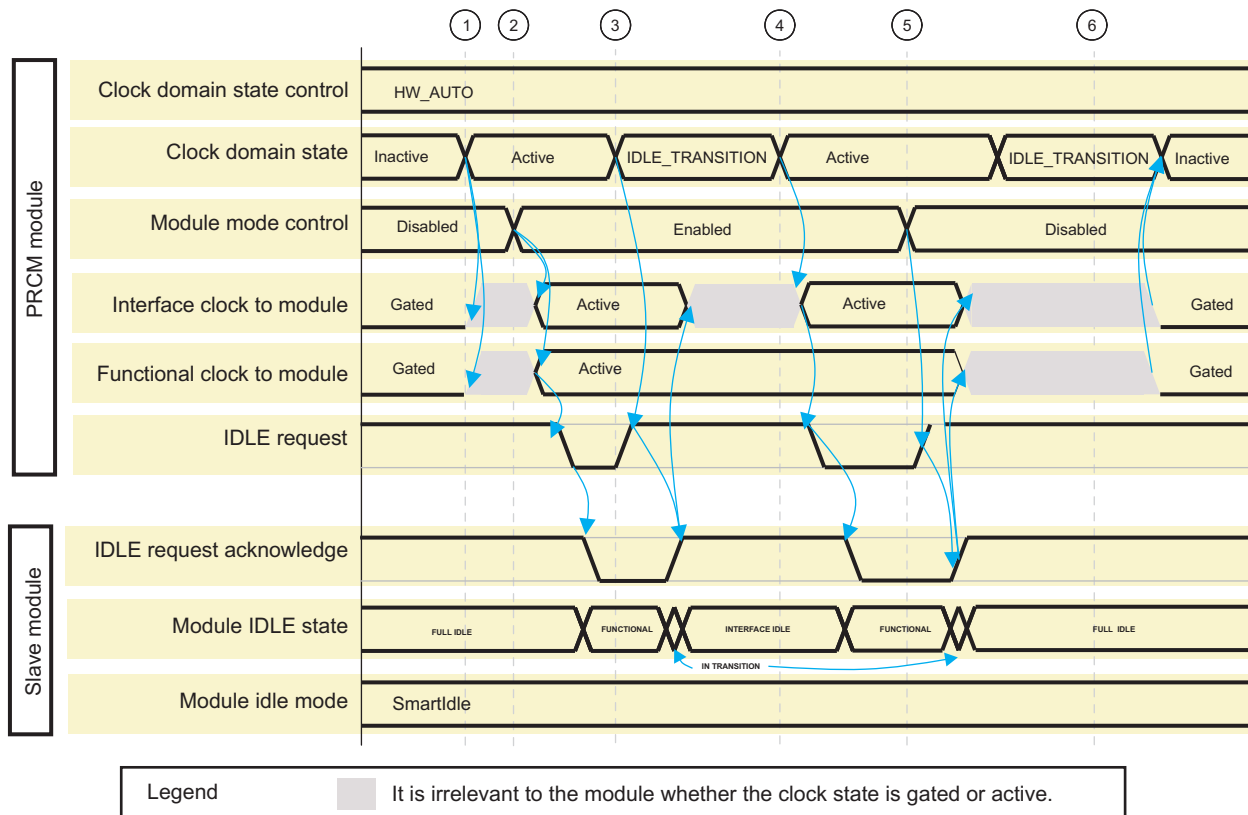 1 2 3 4 5 6
PRCM module
Clock domain state control
HW_AUTO
Clock domain state
Inactive Active IDLE_TRANSITION Active IDLE_TRANSITION Inactive
Module mode control
Disabled Enabled Disabled
Interface clock to module
Gated Active Active Gated
Functional clock to module
Gated Active Gated
IDLE request
Slave module
IDLE request acknowledge
Module IDLE state
FULL IDLE FUNCTIONAL INTERFACE IDLE FUNCTIONAL FULL IDLE
IN TRANSITION
Module idle mode
SmartIdle
Legend
It is irrelevant to the module whether the clock state is gated or active.